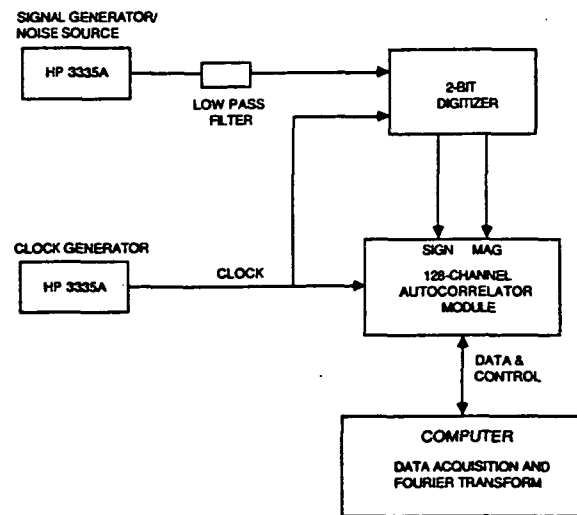 SIGNAL GENERATOR/
NOISE SOURCE
HP 3335A
LOW PASS
FILTER
2-BIT
DIGITIZER
CLOCK GENERATOR
HP 3335A
CLOCK
SIGN MAG
128-CHANNEL
AUTOCORRELATOR
MODULE
DATA &
CONTROL
COMPUTER
DATA ACQUISITION AND
FOURIER TRANSFORM